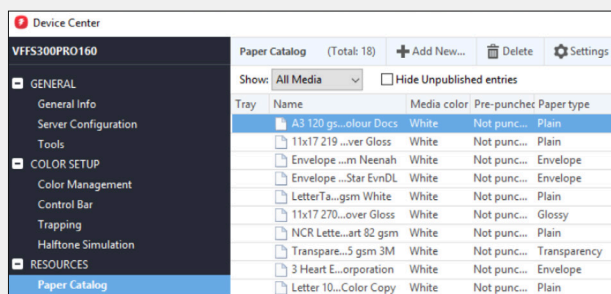 Device Center
VFFS300PRO160
Paper Catalog (Total: 18) Add New... Delete Settings
GENERAL
Show: All Media Hide Unpublished entries
General Info
Tray Name Media color Pre-punched Paper type
Server Configuration
A3 120 gs...olour Docs White Not punc... Plain
Tools
11x17 219 ...ver Gloss White Not punc... Plain
COLOR SETUP
Envelope ...m Neenah White Not punc... Envelope
Color Management
Envelope ...Star EvnDL White Not punc... Envelope
Control Bar
LetterTa...gsm White White Not punc... Plain
Trapping
11x17 270...over Gloss White Not punc... Glossy
Halftone Simulation
NCR Lette...art 82 gsm White Not punc... Plain
RESOURCES
Transpare...5 gsm 3M White Not punc... Transparency
3 Heart E...orporation White Not punc... Envelope
Paper Catalog
Letter 10...Color Copy White Not punc... Plain